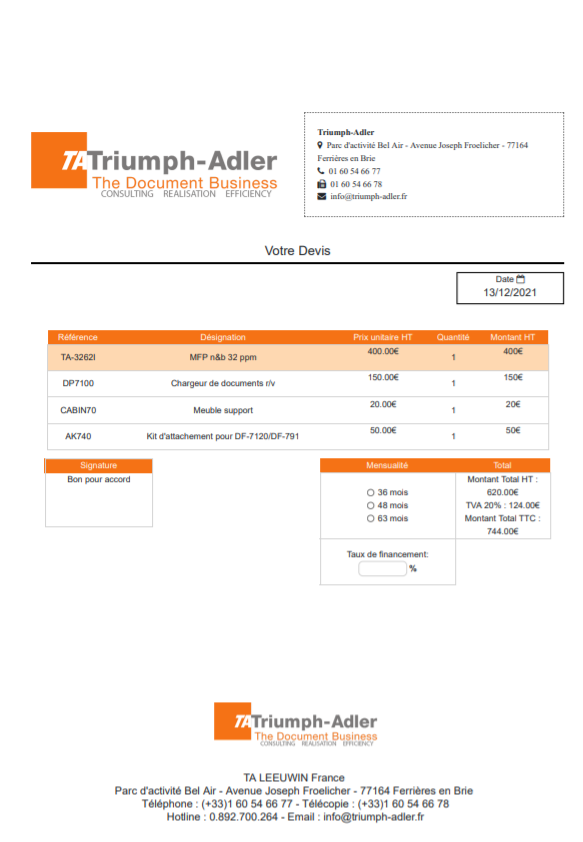 TA Triumph-Adler
The Document Business
CONSULTING REALISATION EFFICIENCY
Triumph-Adler
Parc d'activité Bel Air - Avenue Joseph Froelicher - 77164
Ferrières en Brie
01 60 54 66 77
01 60 54 66 78
info@triumph-adler.fr
Votre Devis
Date
13/12/2021
Référence Désignation Prix unitaire HT Quantité Montant HT
TA-3262I MFP n&b 32 ppm 400.00€ 1 400€
DP7100 Chargeur de documents r/v 150.00€ 1 150€
CABIN70 Meuble support 20.00€ 1 20€
AK740 Kit d'attachement pour DF-7120/DF-791 50.00€ 1 50€
Signature
Bon pour accord
Mensualité Total
36 mois
48 mois
63 mois
Montant Total HT :
620.00€
TVA 20% : 124.00€
Montant Total TTC :
744.00€
Taux de financement:
%
TA Triumph-Adler
The Document Business
CONSULTING REALISATION EFFICIENCY
TA LEEUWIN France
Parc d'activité Bel Air - Avenue Joseph Froelicher - 77164 Ferrières en Brie
Téléphone : (+33)1 60 54 66 77 - Télécopie : (+33)1 60 54 66 78
Hotline : 0.892.700.264 - Email : info@triumph-adler.fr